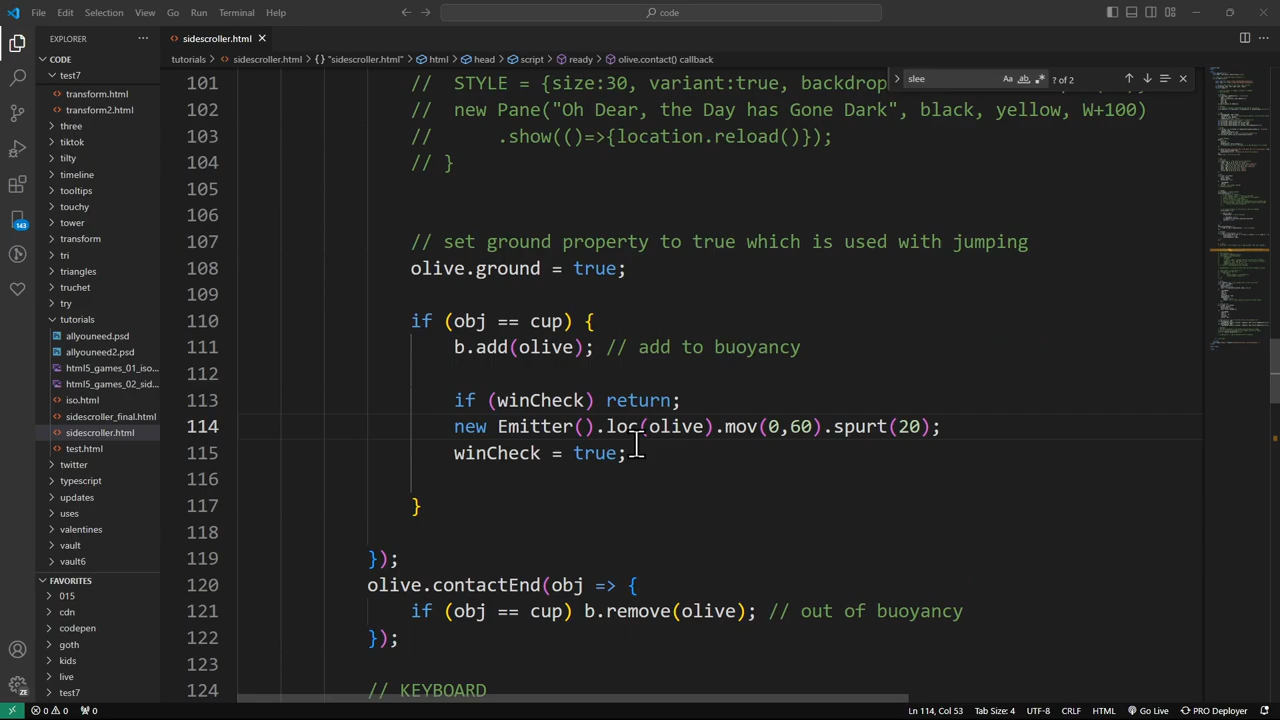 File Edit Selection View Go Run Terminal Help
code
EXPLORER
CODE
test7
transform.html
transform2.html
three
tiktok
tilty
timeline
tooltips
touchy
tower
transform
tri
triangles
truchet
try
tutorials
allyouneed.psd
allyouneed2.psd
html5_games_01_iso...
html5_games_02_sid...
iso.html
sidescroller_final.html
sidescroller.html
test.html
twitter
typescript
updates
uses
valentines
vault
vault6
FAVORITES
015
cdn
codepen
goth
kids
live
test7
143
ZE
sidescroller.html
tutorials > sidescroller.html > "sidescroller.html" > html > head > script > ready > olive.contact() callback
slee Aa ab ? of 2
101 // STYLE = {size:30, variant:true, backdrop
102 // new Pane("Oh Dear, the Day has gone Dark", black, yellow, W+100)
103 // .show(()=>{location.reload()});
104 // }
105
106
107 // set ground property to true which is used with jumping
108 olive.ground = true;
109
110 if (obj == cup) {
111 b.add(olive); // add to buoyancy
112
113 if (winCheck) return;
114 new Emitter().loc(olive).mov(0,60).spurt(20);
115 winCheck = true;
116
117 }
118
119 });
120 olive.contactEnd(obj => {
121 if (obj == cup) b.remove(olive); // out of buoyancy
122 });
123
124 // KEYBOARD
0 0 0 Ln 114, Col 53 Tab Size: 4 UTF-8 CRLF HTML Go Live PRO Deployer